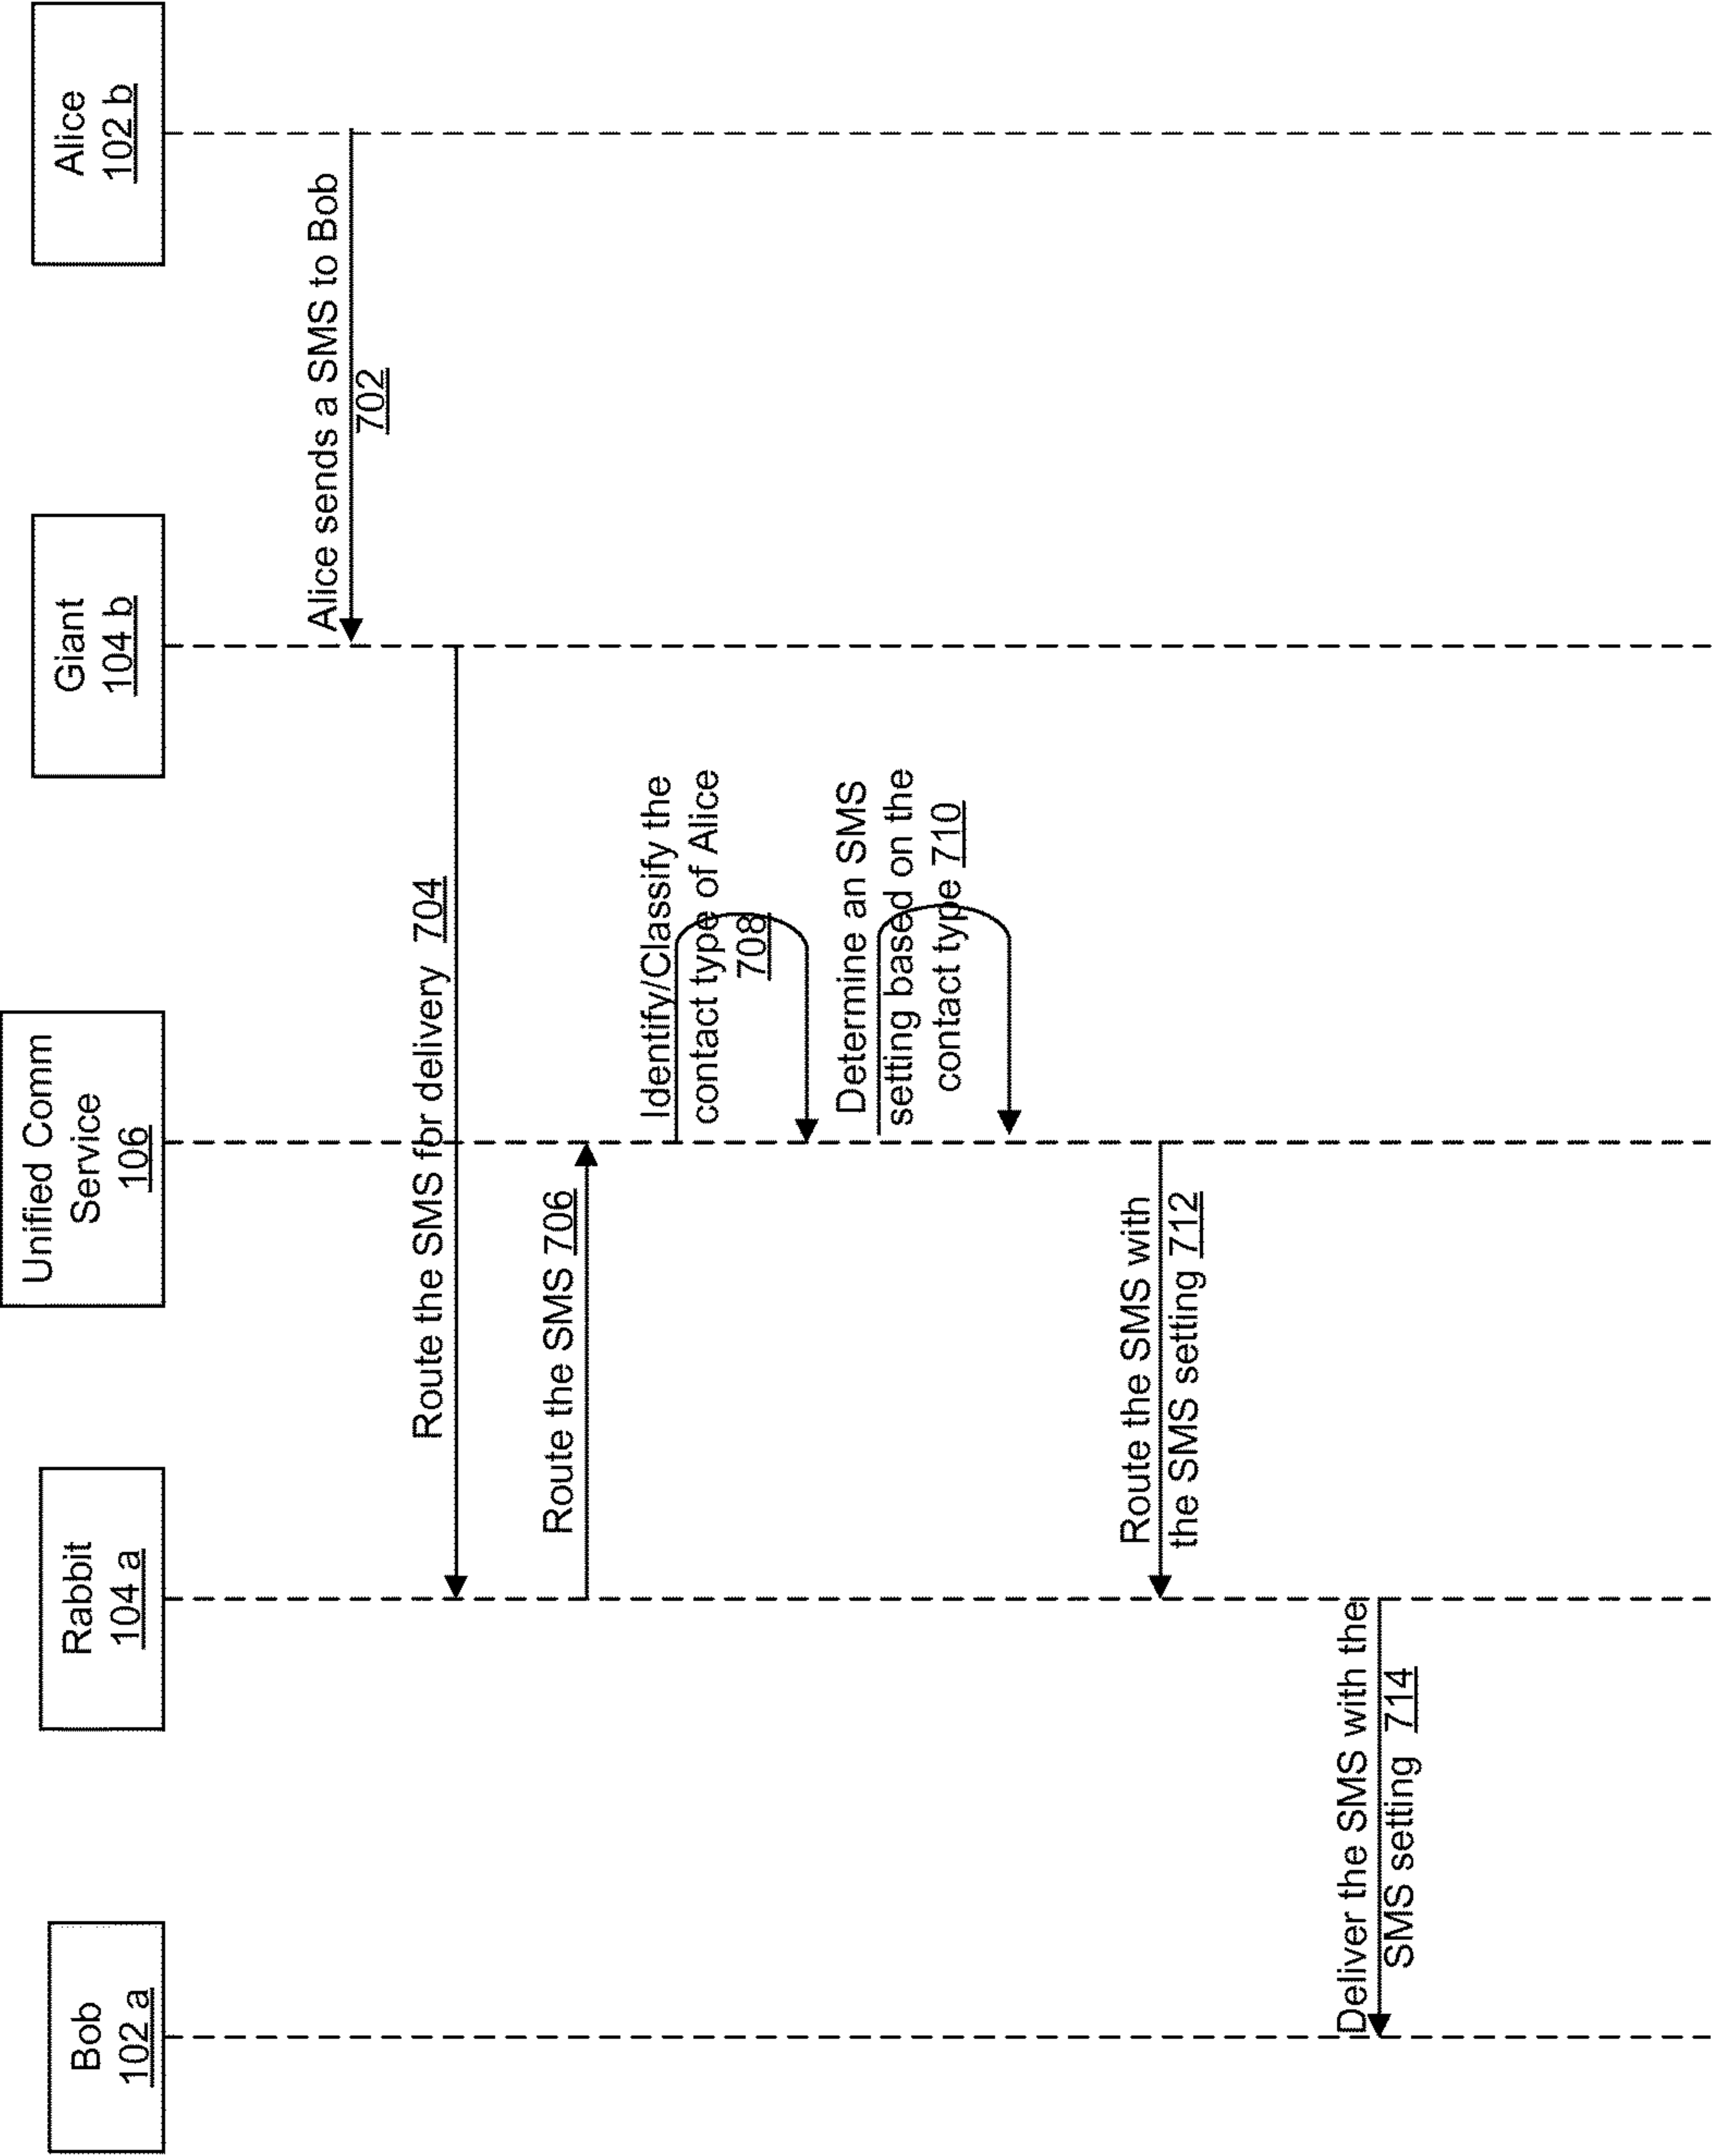 Bob
102 a
Rabbit
104 a
Unified Comm
Service
106
Giant
104 b
Alice
102 b
Alice sends a SMS to Bob
702
Route the SMS for delivery 704
Route the SMS 706
Identify/Classify the
contact type of Alice
708
Determine an SMS
setting based on the
contact type 710
Route the SMS with
the SMS setting 712
Deliver the SMS with the
SMS setting 714